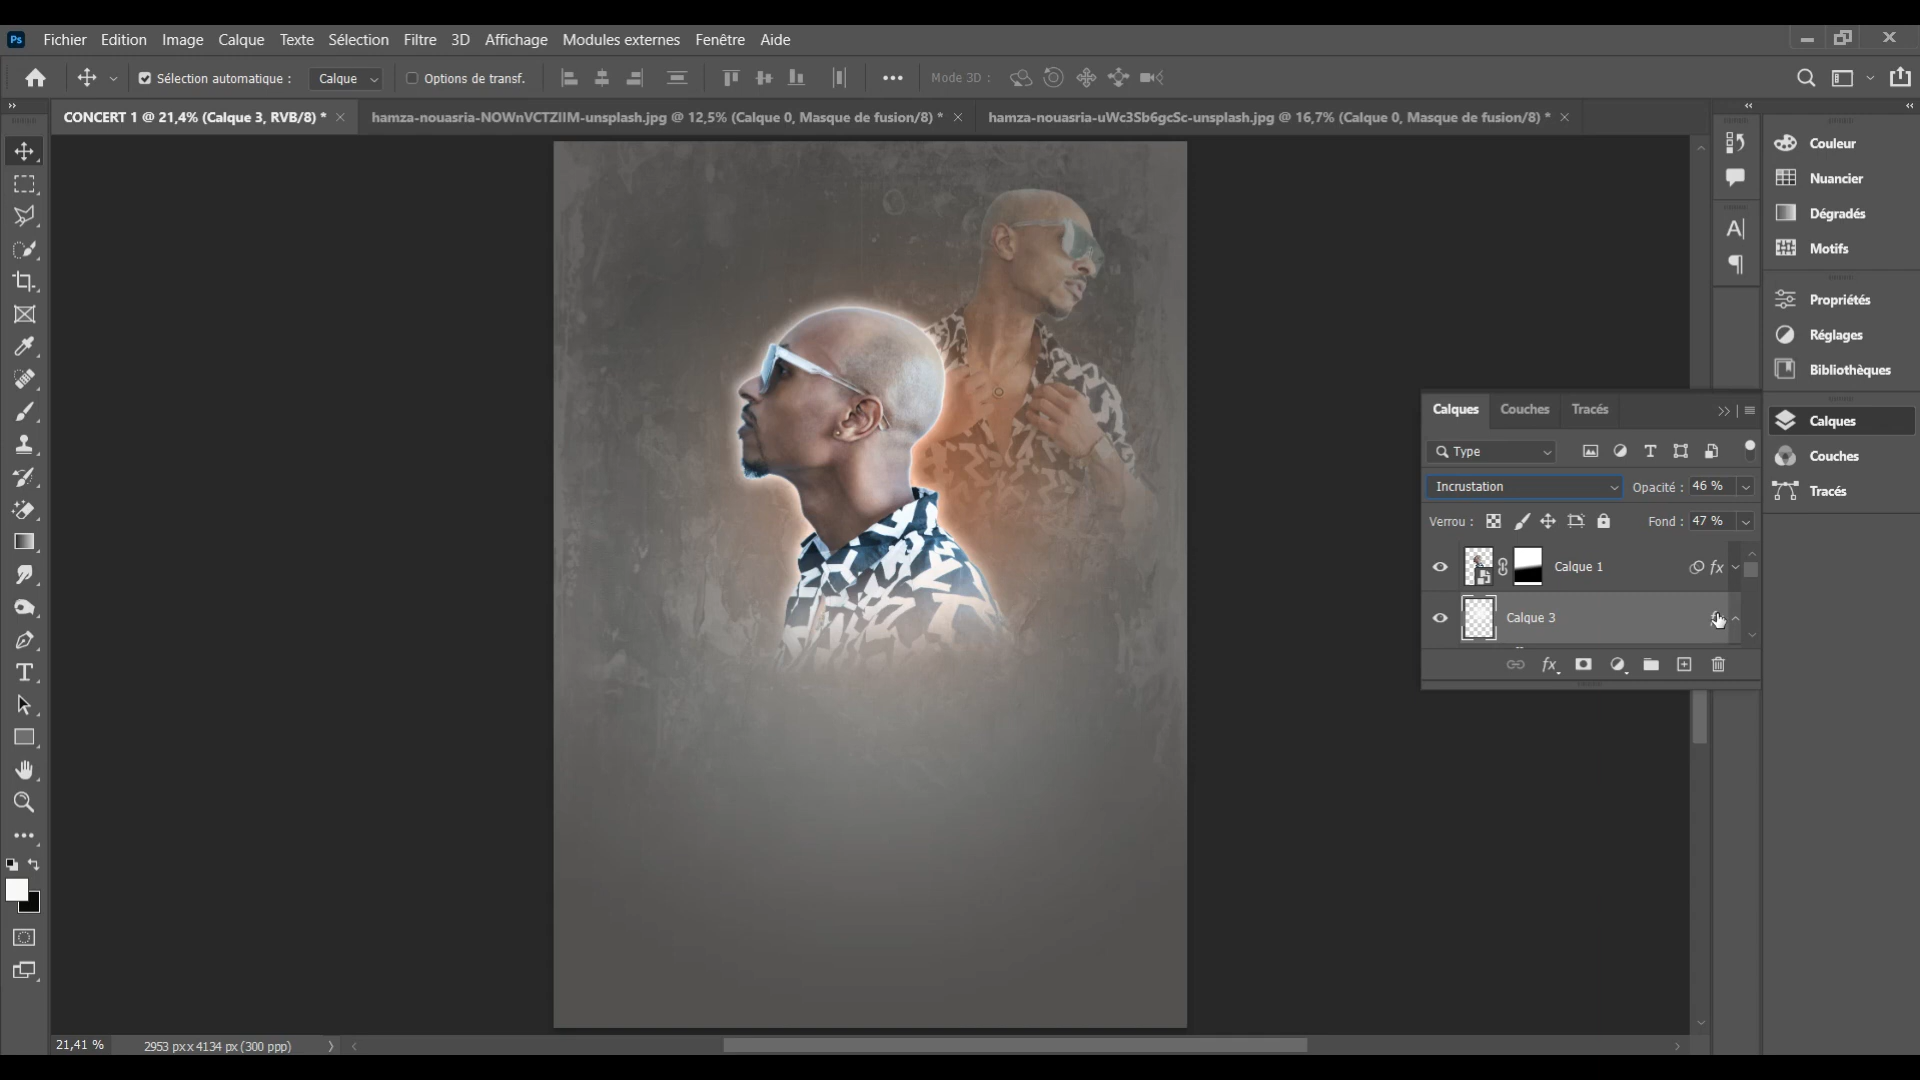 Ps Fichier Edition Image Calque Texte Sélection Filtre 3D Affichage Modules externes Fenêtre Aide
Sélection automatique : Calque Options de transf. Mode 3D :
CONCERT 1 @ 21,4% (Calque 3, RVB/8) * hamza-nouasria-NOWnVCTZIIM-unsplash.jpg @ 12,5% (Calque 0, Masque de fusion/8) * hamza-nouasria-uWc3Sb6gcSc-unsplash.jpg @ 16,7% (Calque 0, Masque de fusion/8) *
Couleur
Nuancier
Dégradés
Motifs
Propriétés
Réglages
Bibliothèques
Calques
Couches
Tracés
Calques Couches Tracés
Type
Incrustation Opacité : 46 %
Verrou : Fond : 47 %
Calque 1 fx
Calque 3
fx
21,41 % 2953 px x 4134 px (300 ppp)